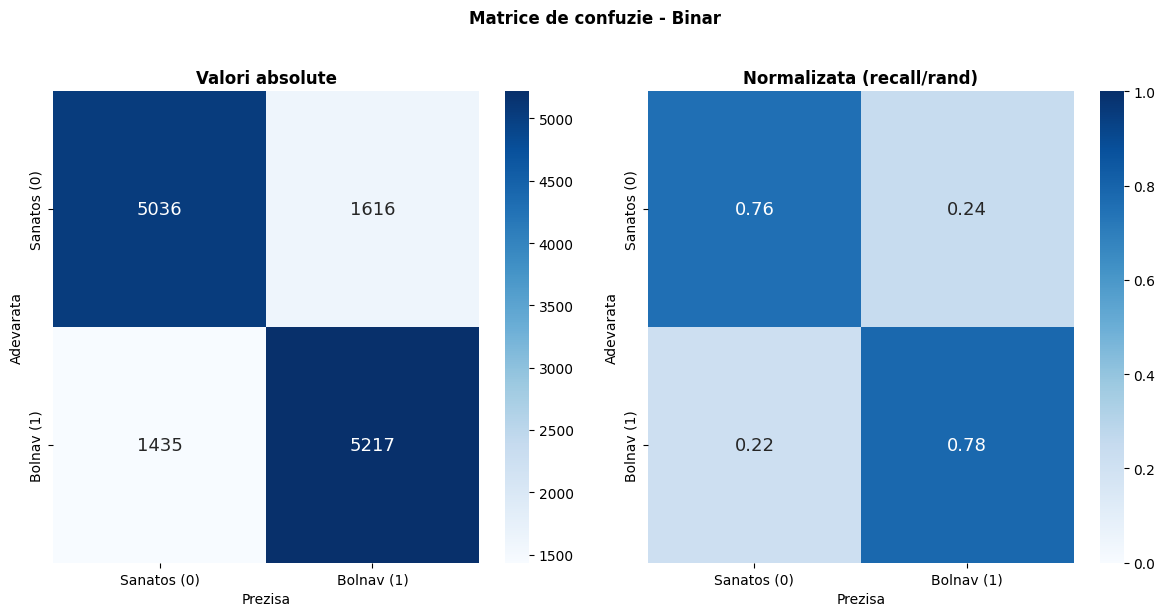 Matrice de confuzie - Binar
Valori absolute
Adevarata
Sanatos (0)
Bolnav (1)
5036
1616
1435
5217
Sanatos (0)
Bolnav (1)
Prezisa
5000
4500
4000
3500
3000
2500
2000
1500
Normalizata (recall/rand)
Adevarata
Sanatos (0)
Bolnav (1)
0.76
0.24
0.22
0.78
Sanatos (0)
Bolnav (1)
Prezisa
1.0
0.8
0.6
0.4
0.2
0.0